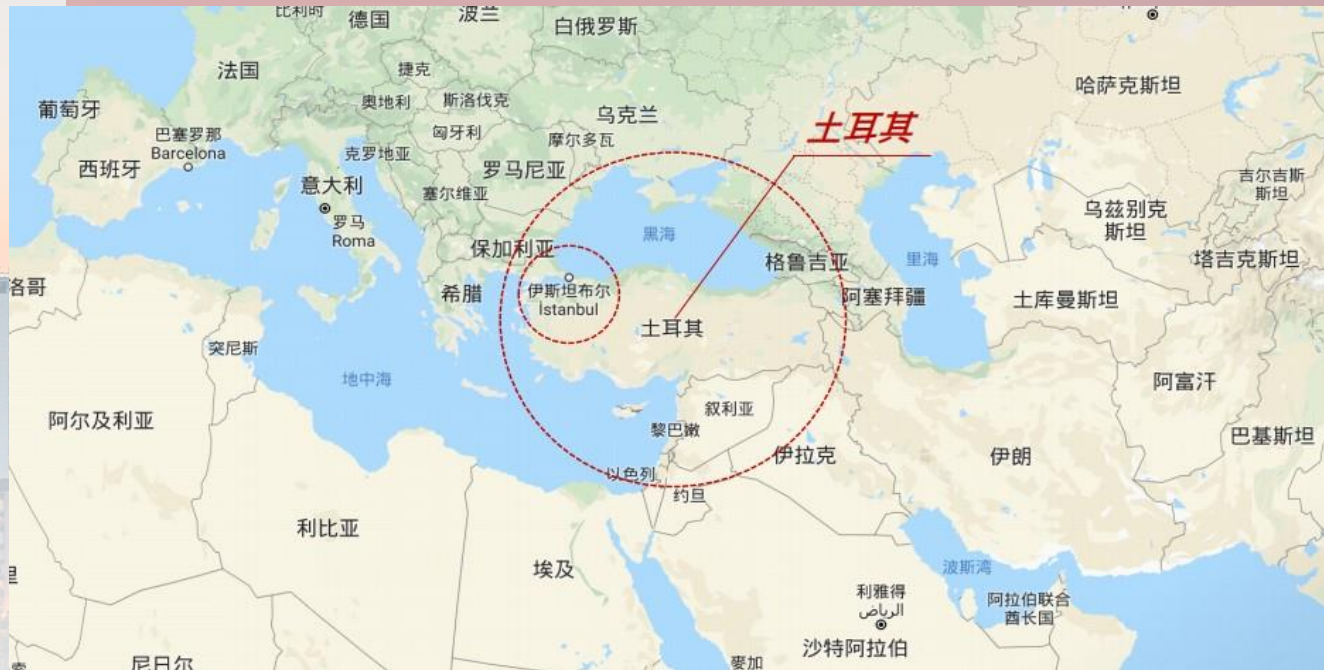 比利时
德国
波兰
白俄罗斯
法国
捷克
哈萨克斯坦
葡萄牙
奥地利
斯洛伐克
乌克兰
土耳其
巴塞罗那
Barcelona
匈牙利
摩尔多瓦
西班牙
克罗地亚
罗马尼亚
吉尔吉斯
斯坦
意大利
塞尔维亚
乌兹别克
斯坦
罗马
Roma
黑海
保加利亚
格鲁吉亚
里海
塔吉克斯坦
洛哥
希腊
伊斯坦布尔
İstanbul
阿塞拜疆
土库曼斯坦
土耳其
突尼斯
地中海
阿富汗
阿尔及利亚
叙利亚
黎巴嫩
巴基斯坦
伊拉克
伊朗
以色列
约旦
利比亚
埃及
波斯湾
利雅得
الرياض
阿拉伯联合
酋长国
沙特阿拉伯
尼日尔
麥加